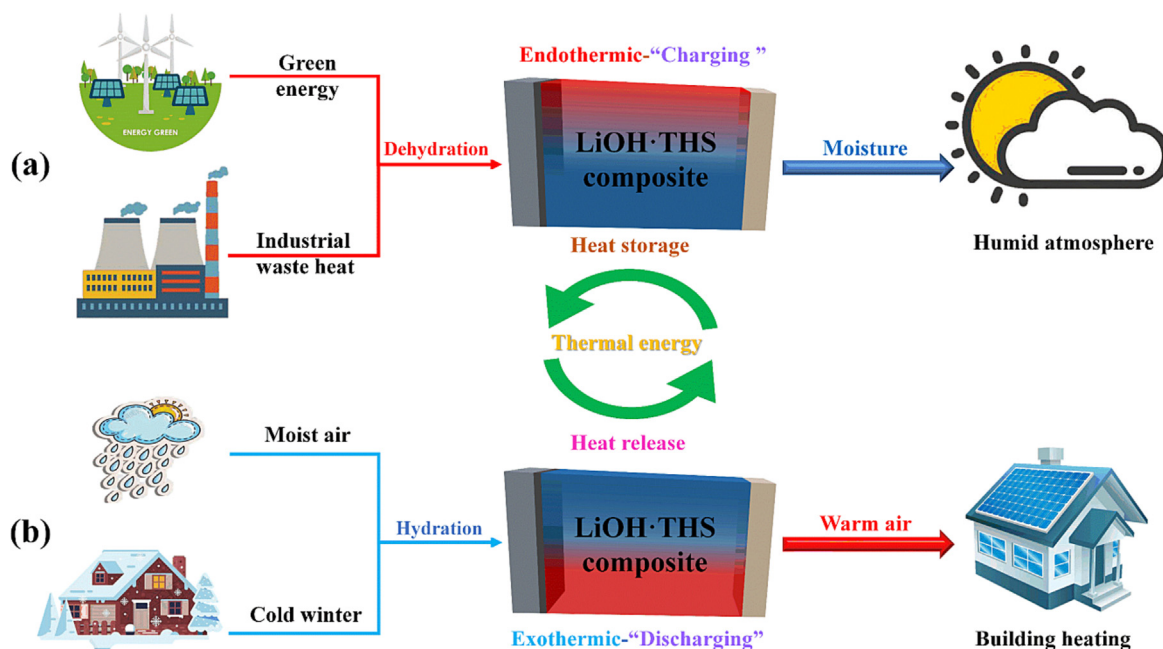 (a)
ENERGY GREEN
Green
energy
Industrial
waste heat
Dehydration
Endothermic-“Charging ”
LiOH·THS
composite
Heat storage
Moisture
Humid atmosphere
Thermal energy
(b)
Moist air
Cold winter
Hydration
Heat release
LiOH·THS
composite
Exothermic-“Discharging”
Warm air
Building heating